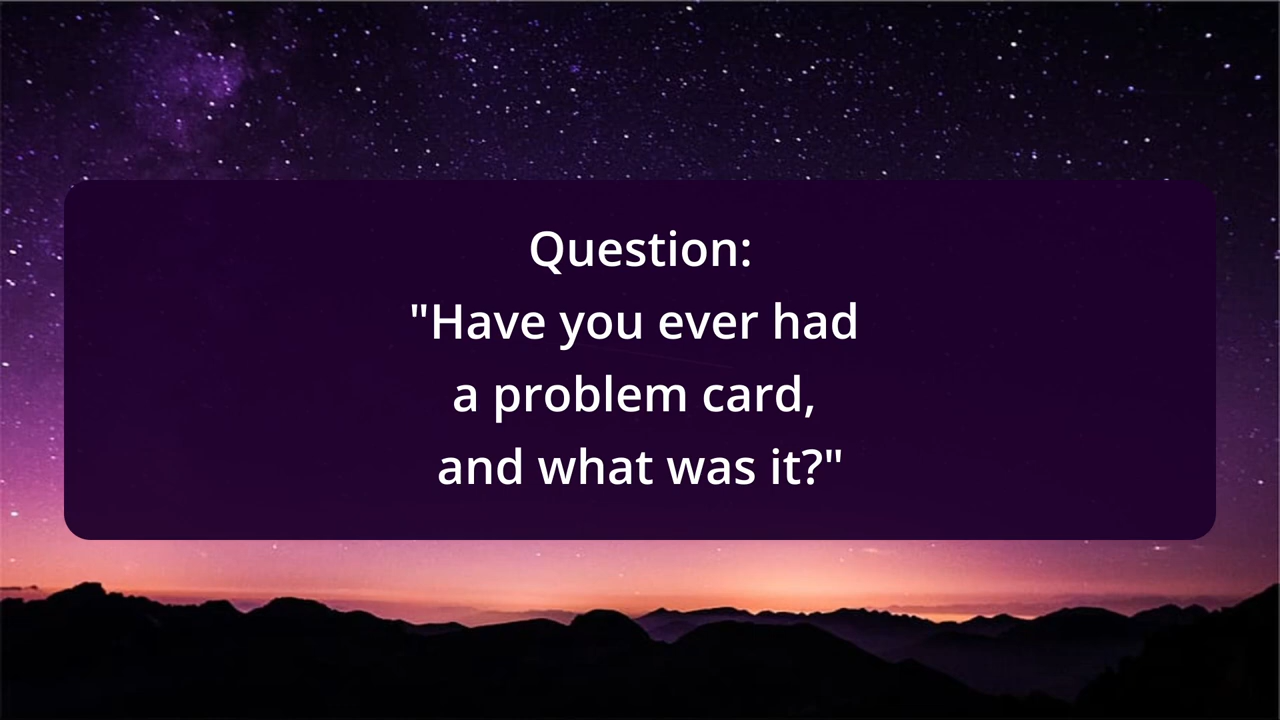 Question:
"Have you ever had
a problem card,
and what was it?"